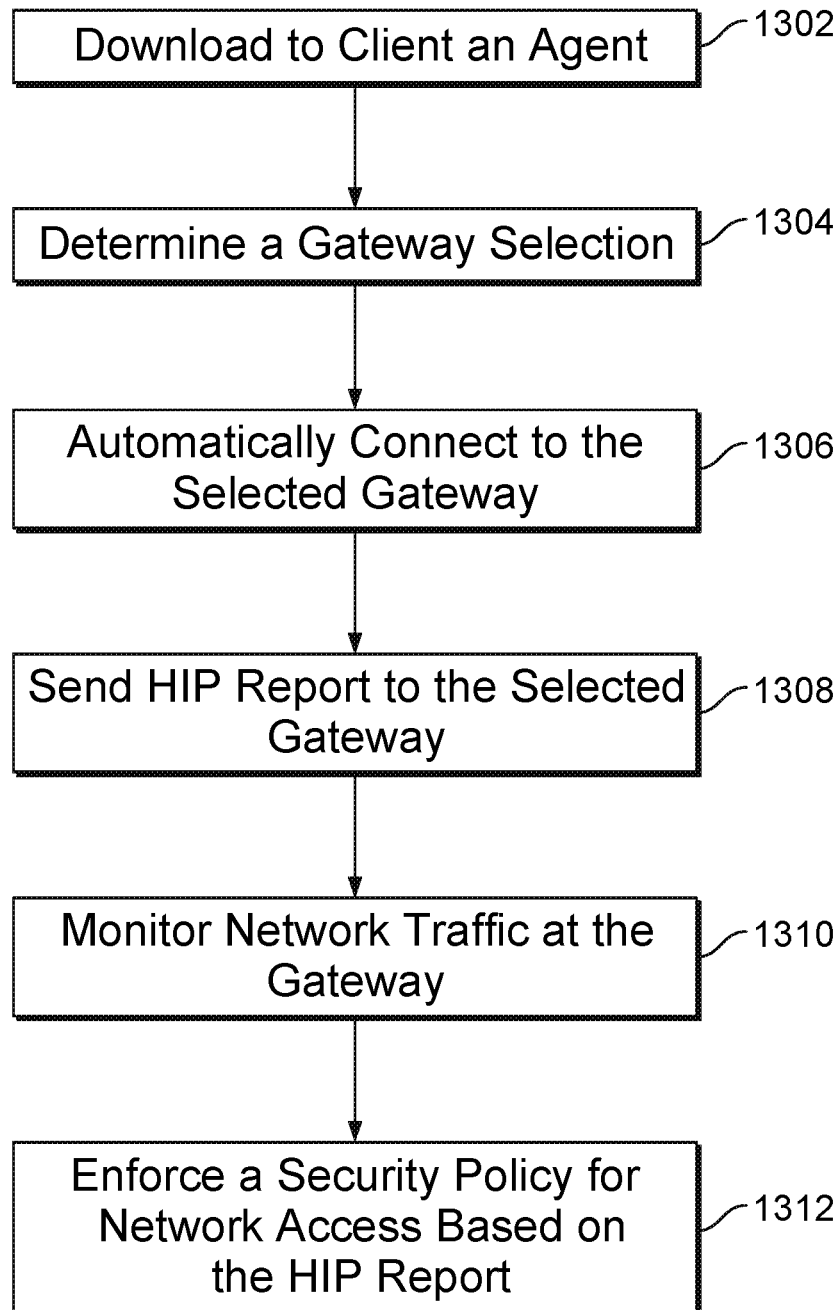 Download to Client an Agent
1302
Determine a Gateway Selection
1304
Automatically Connect to the
Selected Gateway
1306
Send HIP Report to the Selected
Gateway
1308
Monitor Network Traffic at the
Gateway
1310
Enforce a Security Policy for
Network Access Based on
the HIP Report
1312